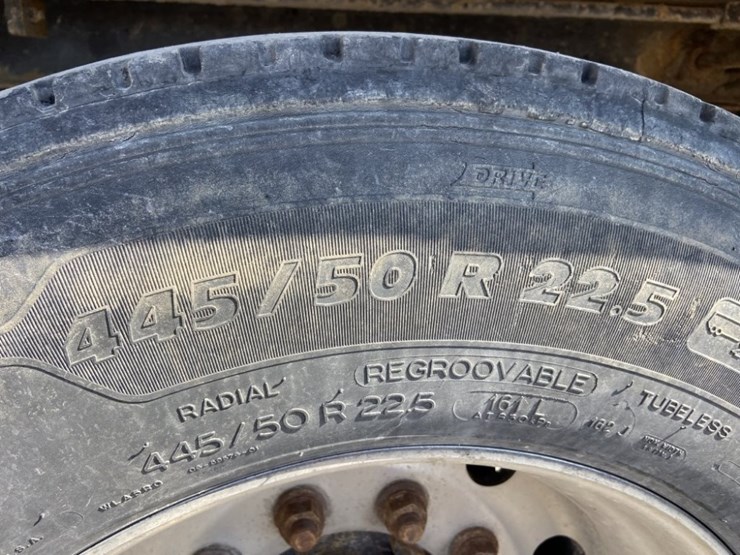 DRIVE
445/50 R 22.5
RADIAL
REGROOVABLE
TUBELESS
445/50 R 22.5
161 L